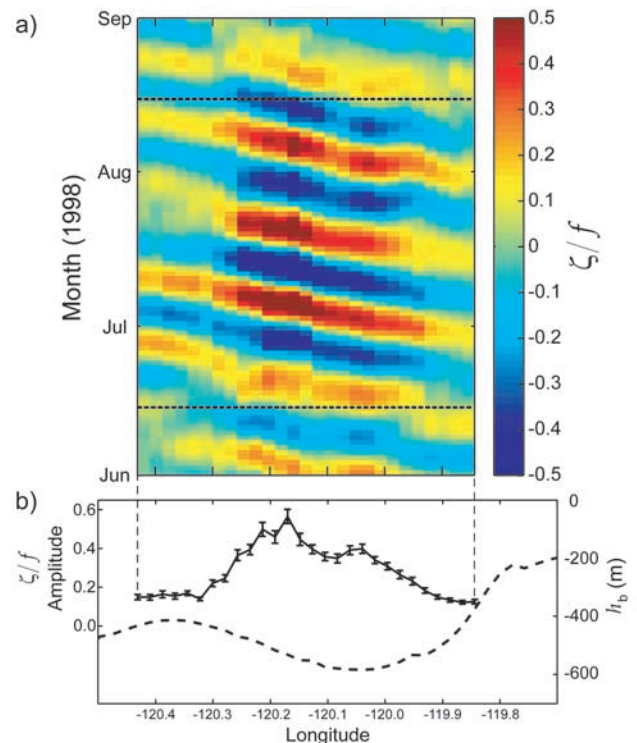 a)
Sep
Aug
Jul
Jun
Month (1998)
0.5
0.4
0.3
0.2
0.1
0
-0.1
-0.2
-0.3
-0.4
-0.5
ζ/f
b)
0.6
0.4
0.2
0.0
ζ/f
Amplitude
0
-200
-400
-600
h_b (m)
-120.4
-120.3
-120.2
-120.1
-120.0
-119.9
-119.8
Longitude